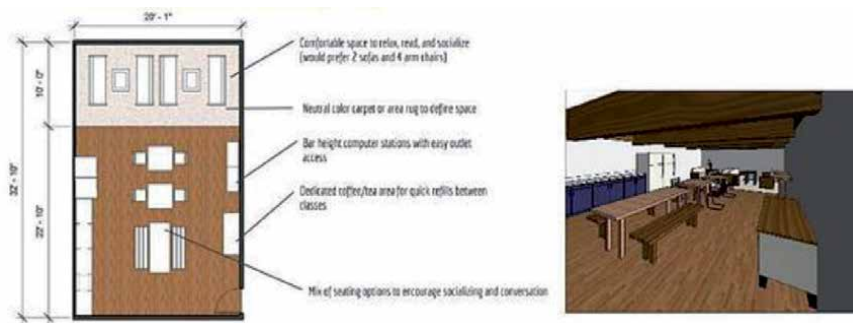 20' - 1"
Comfortable space to relax, read, and socialize
(would prefer 2 sofas and 4 arm chairs)
10' - 0"
Neutral color carpet or area rug to define space
Bar height computer stations with easy outlet
access
32' - 10"
Dedicated coffee/tea area for quick refills between
classes
22' - 10"
Mix of seating options to encourage socializing and conversation